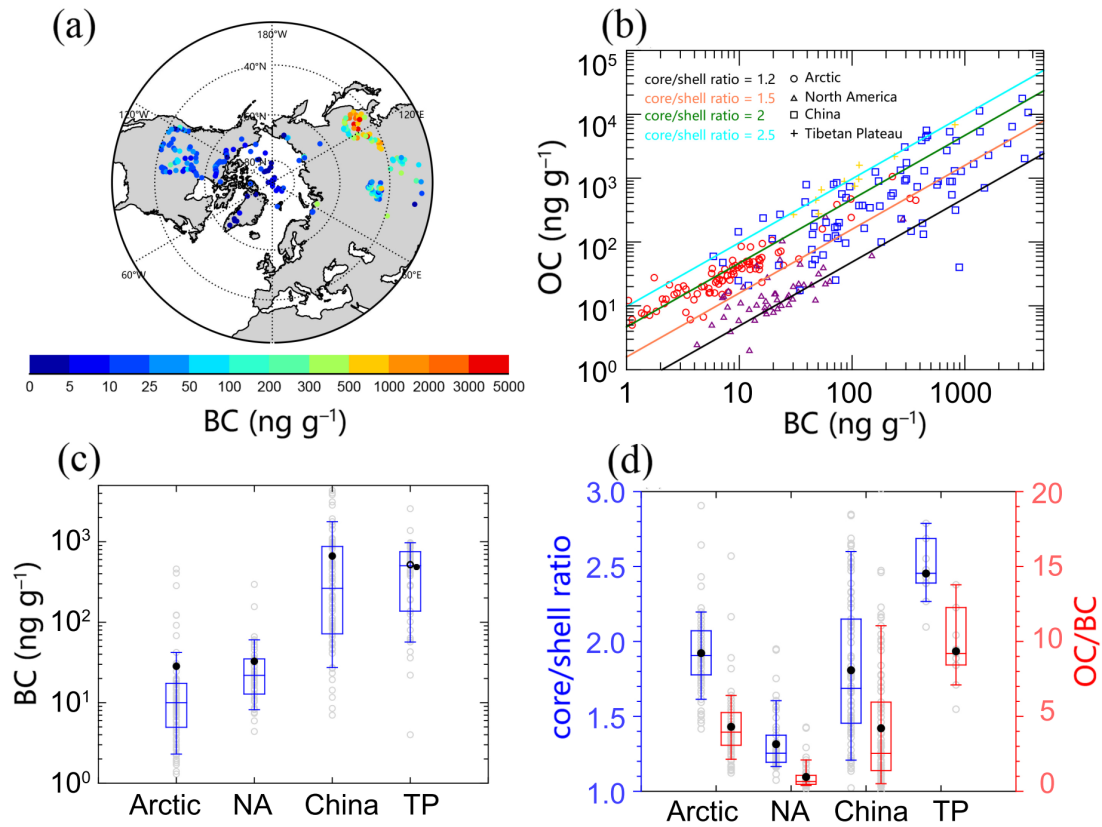 (a)
180°W
40°N
120°W
80°N
60°W
60°E
0 5 10 25 50 100 200 300 500 1000 2000 3000 5000
BC (ng g⁻¹)
(b)
10⁵
10⁴
10³
10²
10¹
10⁰
OC (ng g⁻¹)
core/shell ratio = 1.2
core/shell ratio = 1.5
core/shell ratio = 2
core/shell ratio = 2.5
Arctic
North America
China
Tibetan Plateau
1 10 100 1000
BC (ng g⁻¹)
(c)
BC (ng g⁻¹)
10³
10²
10¹
10⁰
Arctic NA China TP
(d)
core/shell ratio
3.0
2.5
2.0
1.5
1.0
20
15
10
5
0
OC/BC
Arctic NA China TP